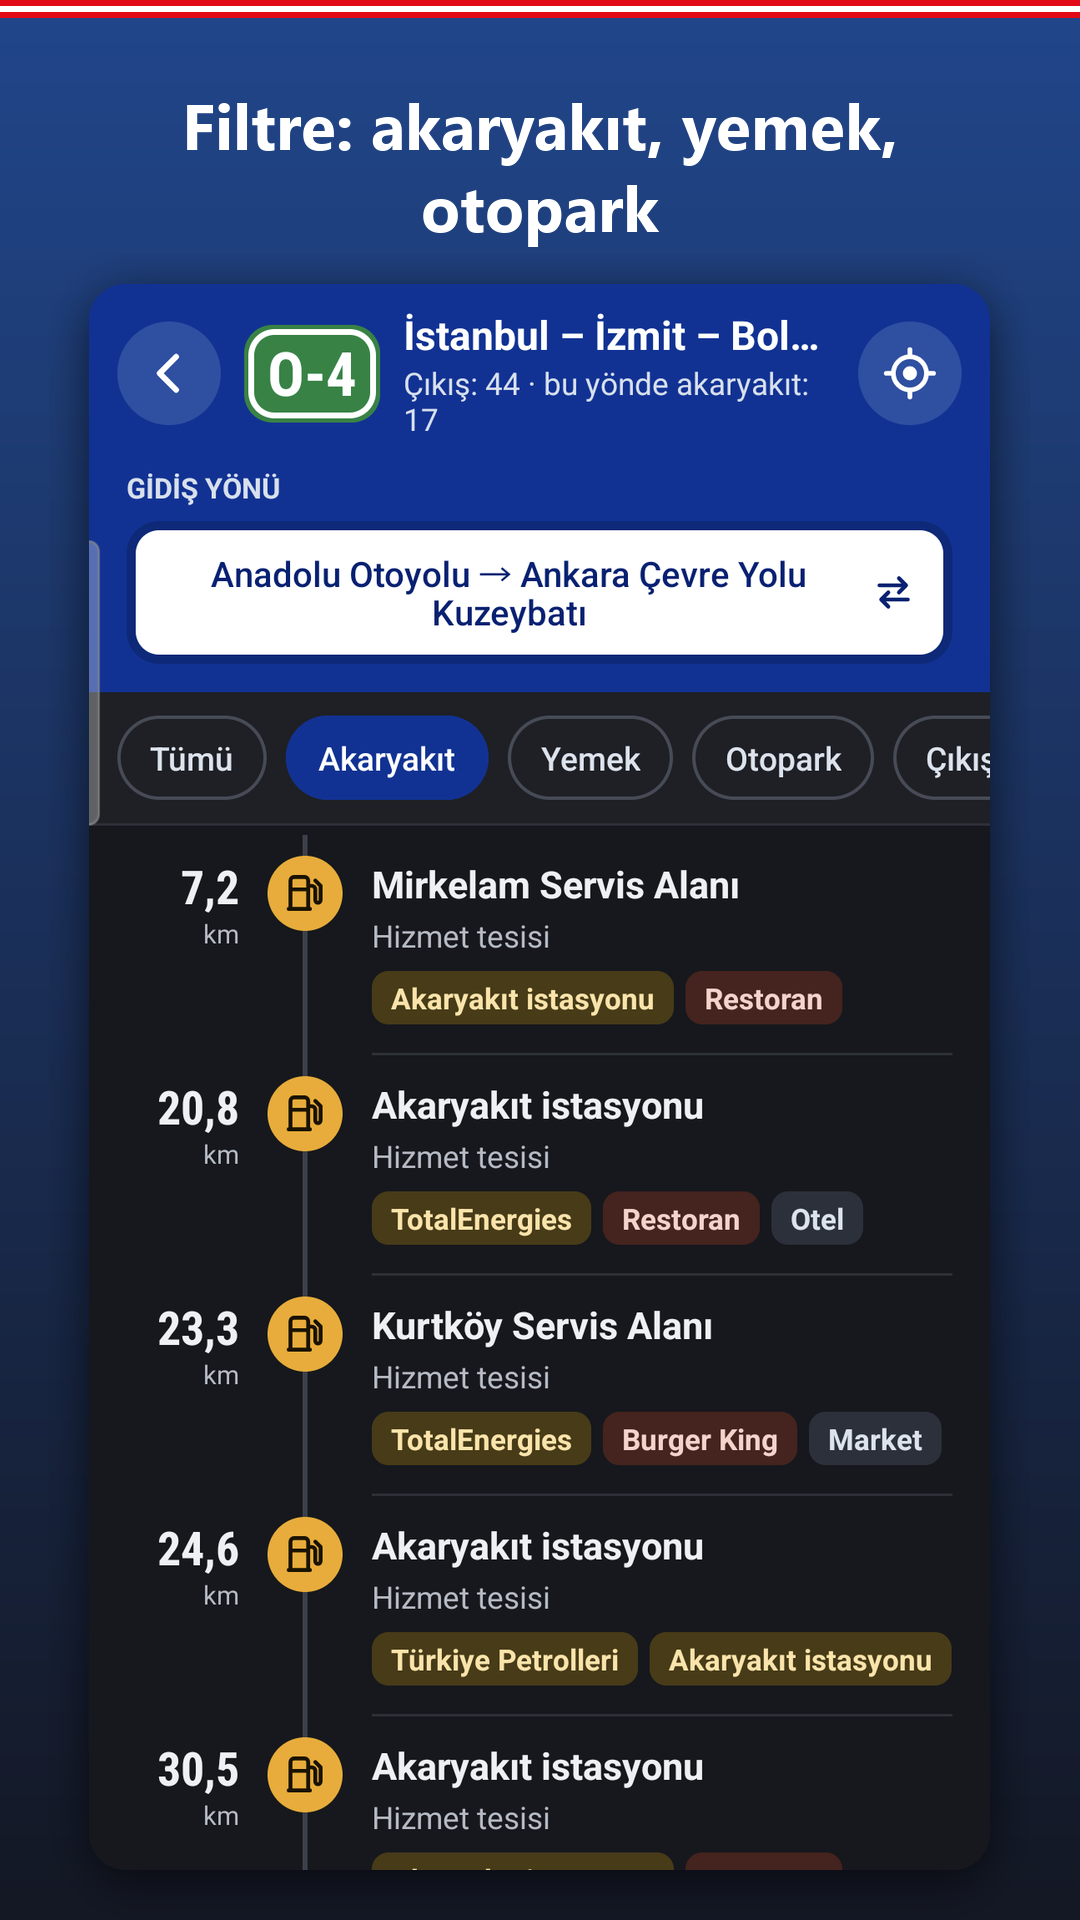 Filtre: akaryakıt, yemek,
otopark
O-4
İstanbul – İzmit – Bol...
Çıkış: 44 · bu yönde akaryakıt:
17
GİDİŞ YÖNÜ
Anadolu Otoyolu → Ankara Çevre Yolu
Kuzeybatı
Tümü Akaryakıt Yemek Otopark Çıkış
7,2 Mirkelam Servis Alanı
km Hizmet tesisi
Akaryakıt istasyonu Restoran
20,8 Akaryakıt istasyonu
km Hizmet tesisi
TotalEnergies Restoran Otel
23,3 Kurtköy Servis Alanı
km Hizmet tesisi
TotalEnergies Burger King Market
24,6 Akaryakıt istasyonu
km Hizmet tesisi
Türkiye Petrolleri Akaryakıt istasyonu
30,5 Akaryakıt istasyonu
km Hizmet tesisi